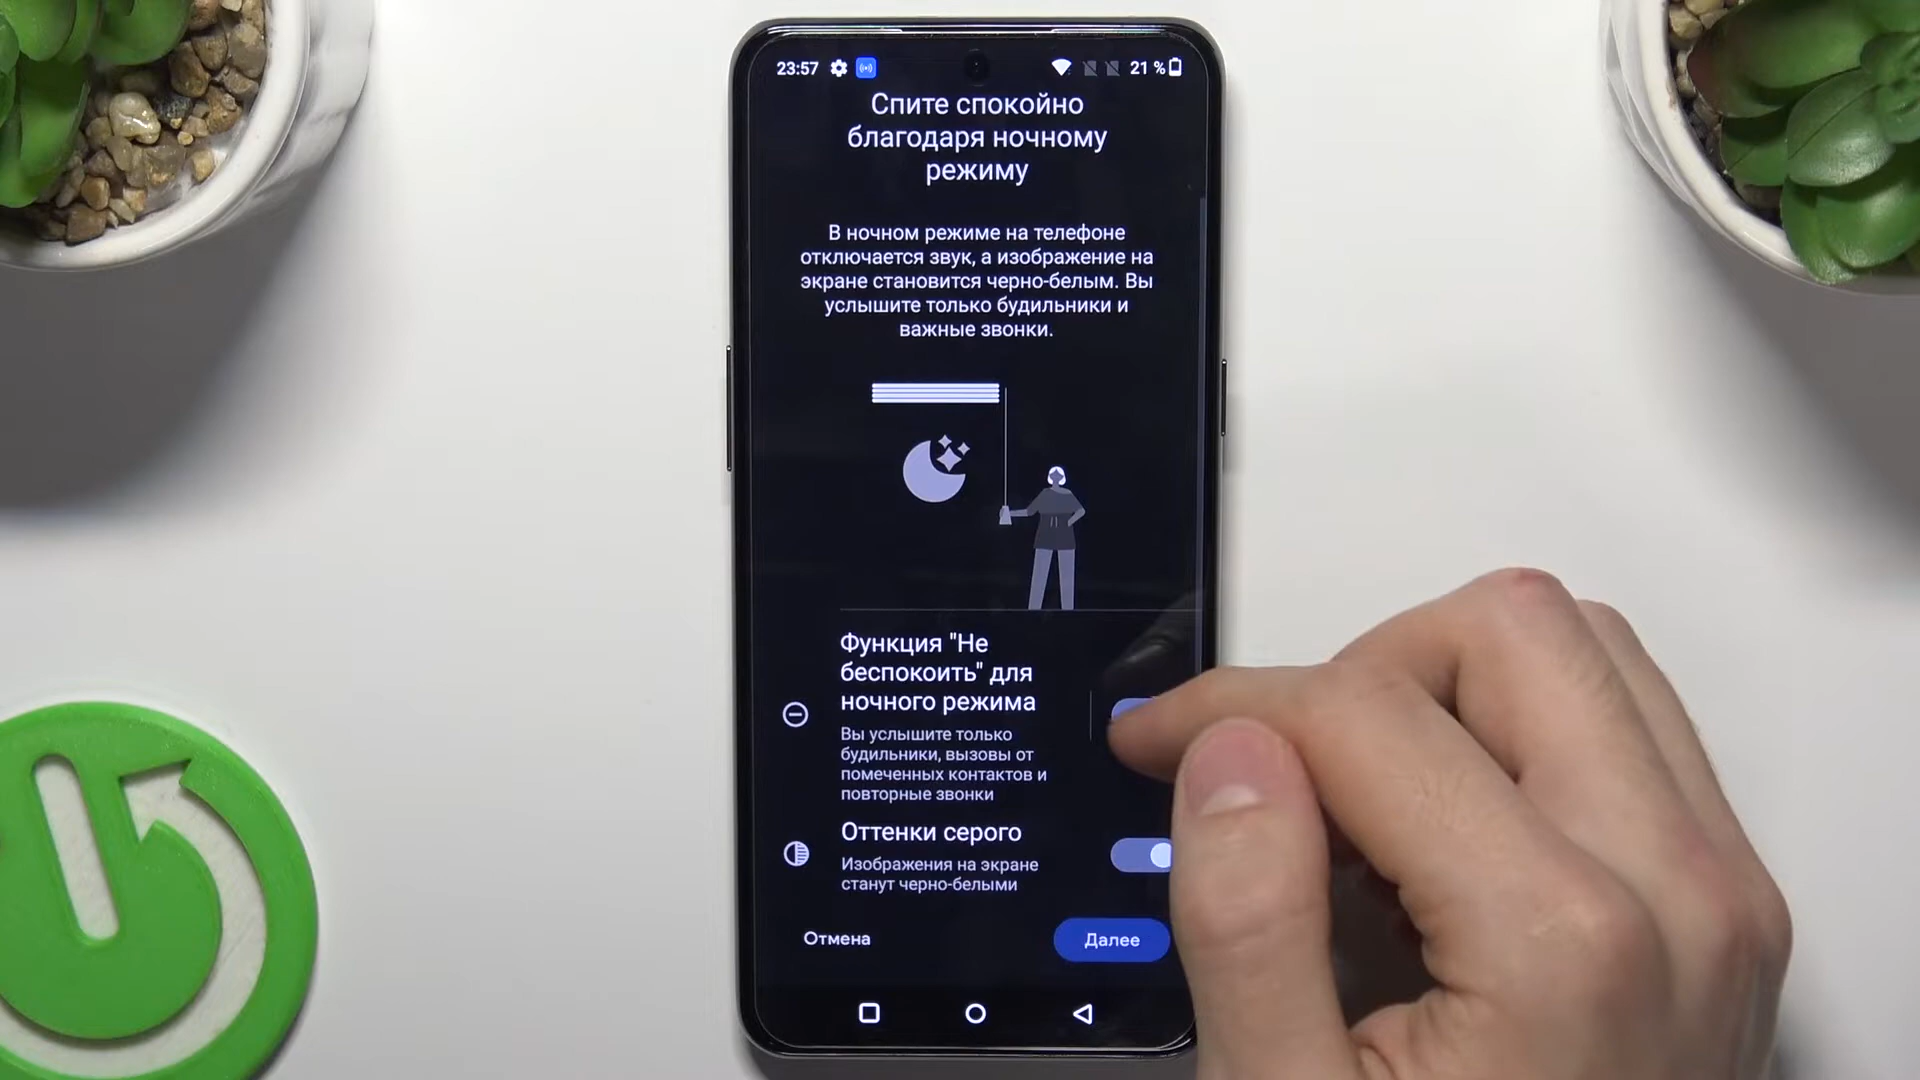 23:57
21 %
Спите спокойно
благодаря ночному
режиму
В ночном режиме на телефоне
отключается звук, а изображение на
экране становится черно-белым. Вы
услышите только будильники и
важные звонки.
Функция "Не
беспокоить" для
ночного режима
Вы услышите только
будильники, вызовы от
помеченных контактов и
повторные звонки
Оттенки серого
Изображения на экране
станут черно-белыми
Отмена
Далее